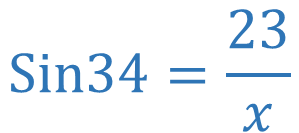 Sin34 = 23/x